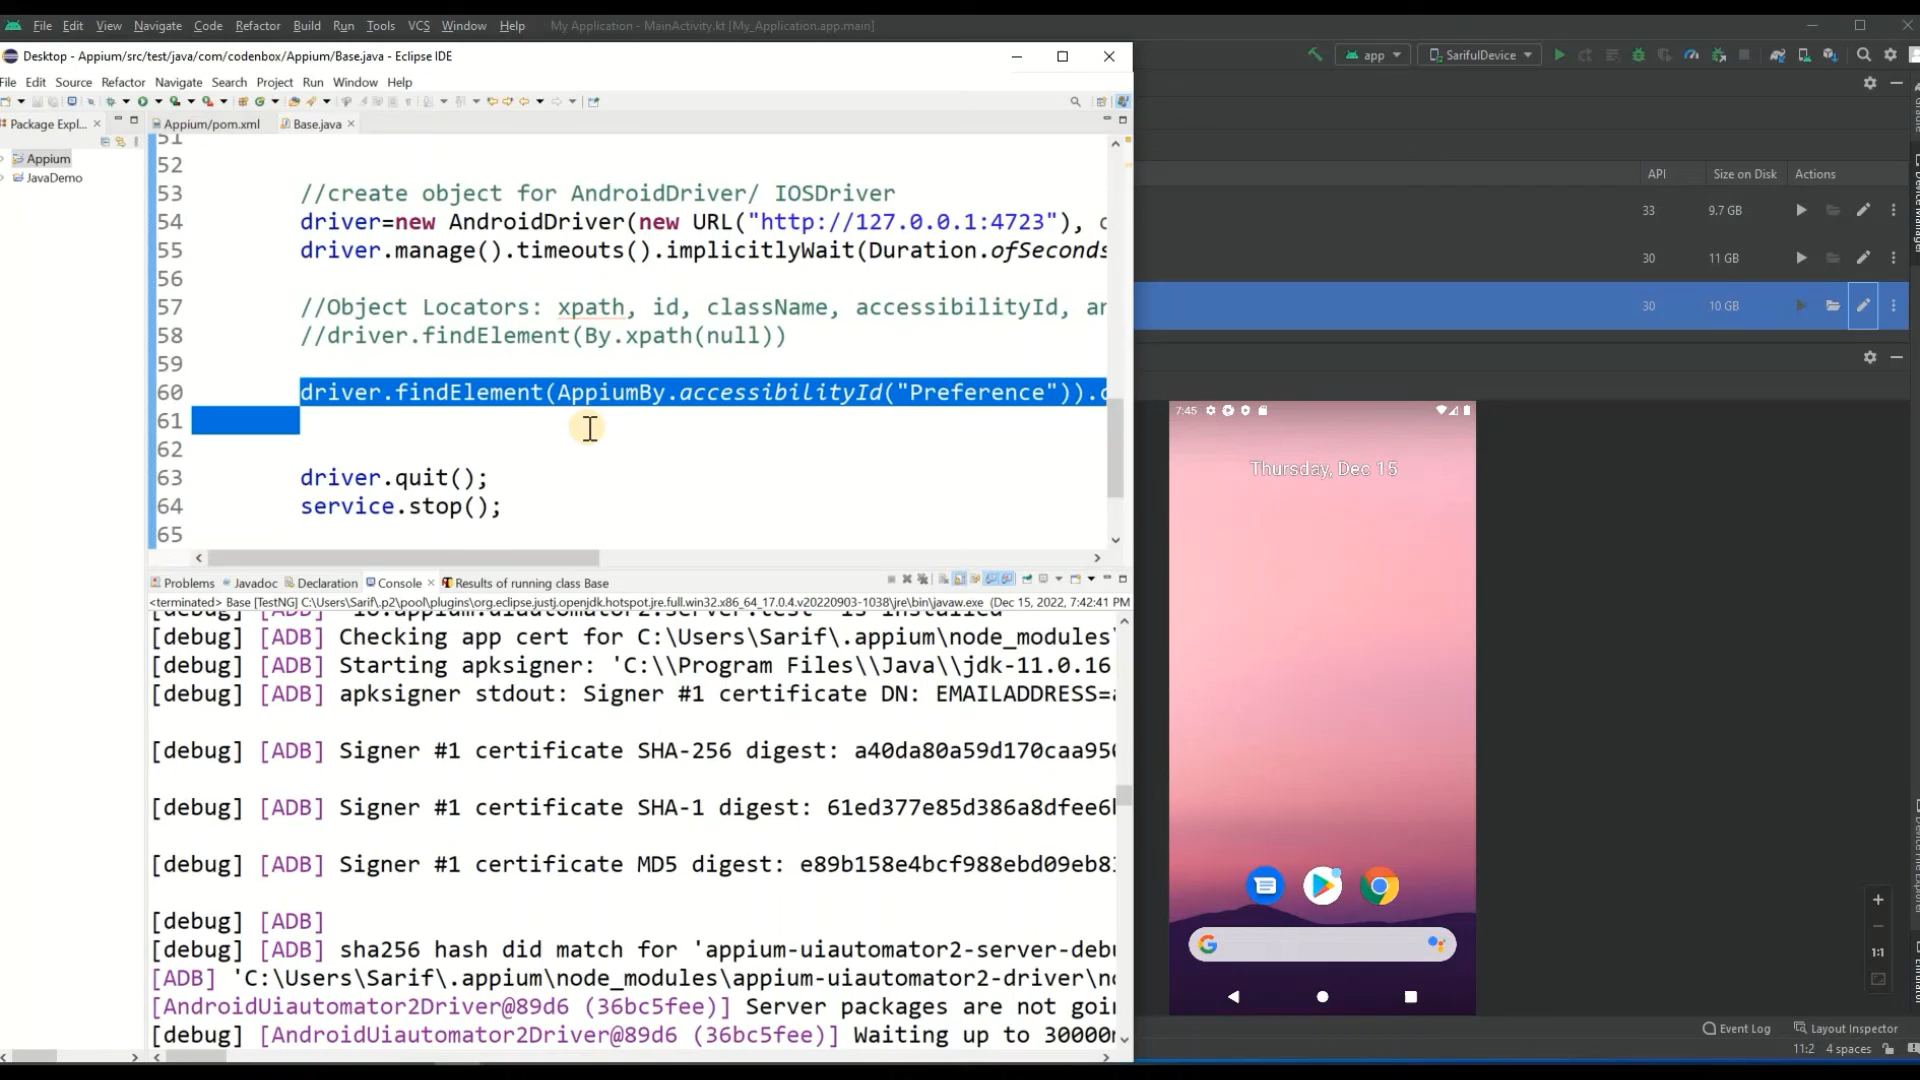 File Edit View Navigate Code Refactor Build Run Tools VCS Window Help My Application - MainActivity.kt [My_Application.app.main]
Desktop - Appium/src/test/java/com/codenbox/Appium/Base.java - Eclipse IDE
app SarifulDevice
File Edit Source Refactor Navigate Search Project Run Window Help
Package Expl... Appium/pom.xml Base.java
Appium
JavaDemo
51
52
53 //create object for AndroidDriver/ IOSDriver
54 driver=new AndroidDriver(new URL("http://127.0.0.1:4723"),
55 driver.manage().timeouts().implicitlyWait(Duration.ofSeconds
56
57 //Object Locators: xpath, id, className, accessibilityId,
58 //driver.findElement(By.xpath(null))
59
60 driver.findElement(AppiumBy.accessibilityId("Preference")).
61
62
63 driver.quit();
64 service.stop();
65
API Size on Disk Actions
33 9.7 GB
30 11 GB
30 10 GB
7:45
Thursday, Dec 15
Problems Javadoc Declaration Console Results of running class Base
<terminated> Base [TestNG] C:\Users\Sarif\.p2\pool\plugins\org.eclipse.justj.openjdk.hotspot.jre.full.win32.x86_64_17.0.4.v20220903-1038\jre\bin\javaw.exe (Dec 15, 2022, 7:42:41 PM
[debug] [ADB] 'io.appium.uiautomator2.server.test' is installed
[debug] [ADB] Checking app cert for C:\Users\Sarif\.appium\node_modules\
[debug] [ADB] Starting apksigner: 'C:\\Program Files\\Java\\jdk-11.0.16
[debug] [ADB] apksigner stdout: Signer #1 certificate DN: EMAILADDRESS=
[debug] [ADB] Signer #1 certificate SHA-256 digest: a40da80a59d170caa950
[debug] [ADB] Signer #1 certificate SHA-1 digest: 61ed377e85d386a8dfee6
[debug] [ADB] Signer #1 certificate MD5 digest: e89b158e4bcf988ebd09eb8
[debug] [ADB]
[debug] [ADB] sha256 hash did match for 'appium-uiautomator2-server-deb
[ADB] 'C:\Users\Sarif\.appium\node_modules\appium-uiautomator2-driver\n
[AndroidUiautomator2Driver@89d6 (36bc5fee)] Server packages are not goi
[debug] [AndroidUiautomator2Driver@89d6 (36bc5fee)] Waiting up to 30000
1:1
Event Log Layout Inspector
11:2 4 spaces